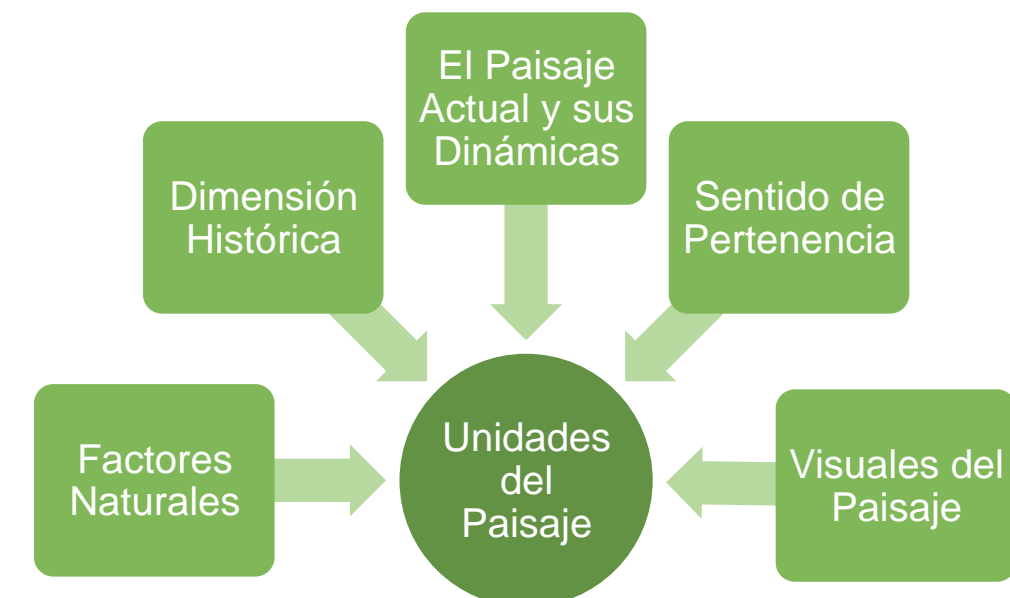 El Paisaje
Actual y sus
Dinámicas
Dimensión
Histórica
Sentido de
Pertenencia
Factores
Naturales
Unidades
del
Paisaje
Visuales del
Paisaje